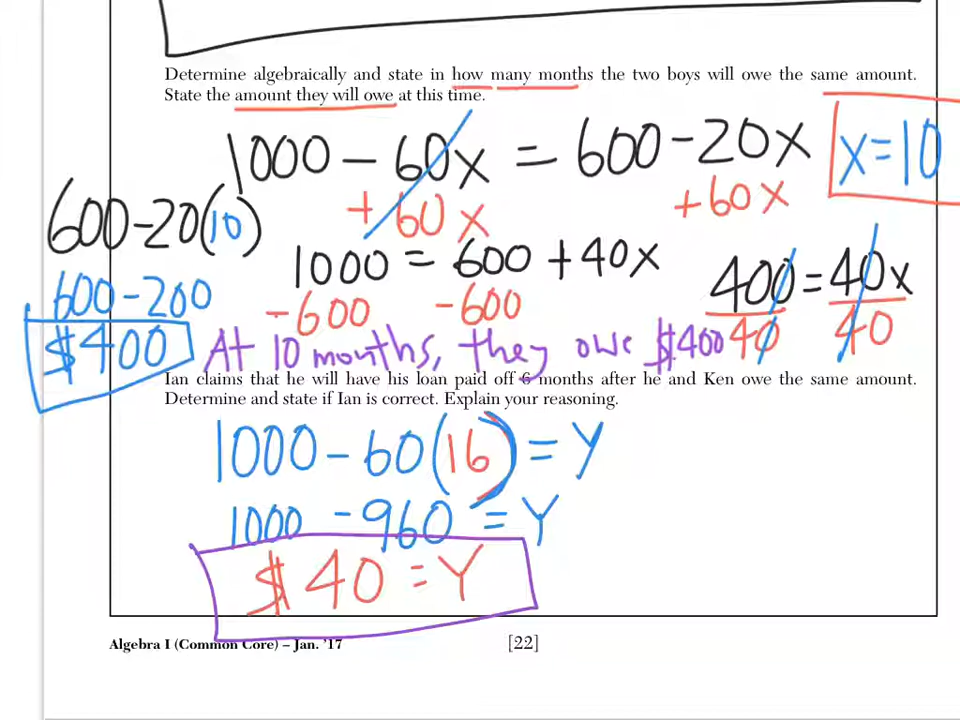 Determine algebraically and state in how many months the two boys will owe the same amount.
State the amount they will owe at this time.
1000 - 60x = 600 - 20x
x = 10
+ 60x
+ 60x
600 - 20(10)
1000 = 600 + 40x
400 = 40x
600 - 200
-600
-600
40
40
$400
At 10 months, they owe $400
Ian claims that he will have his loan paid off 6 months after he and Ken owe the same amount.
Determine and state if Ian is correct. Explain your reasoning.
1000 - 60(16) = Y
1000 - 960 = Y
$40 = Y
Algebra I (Common Core) – Jan. ’17
[22]